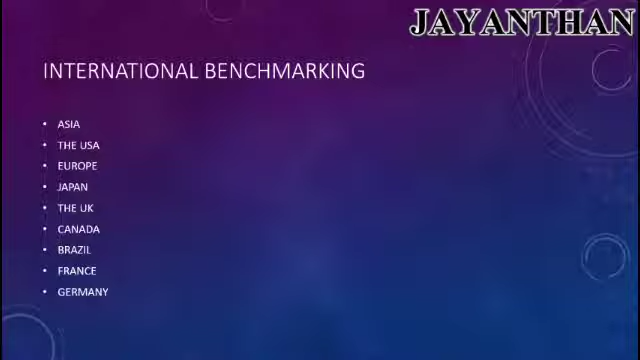 JAYANTHAN
INTERNATIONAL BENCHMARKING
• ASIA
• THE USA
• EUROPE
• JAPAN
• THE UK
• CANADA
• BRAZIL
• FRANCE
• GERMANY